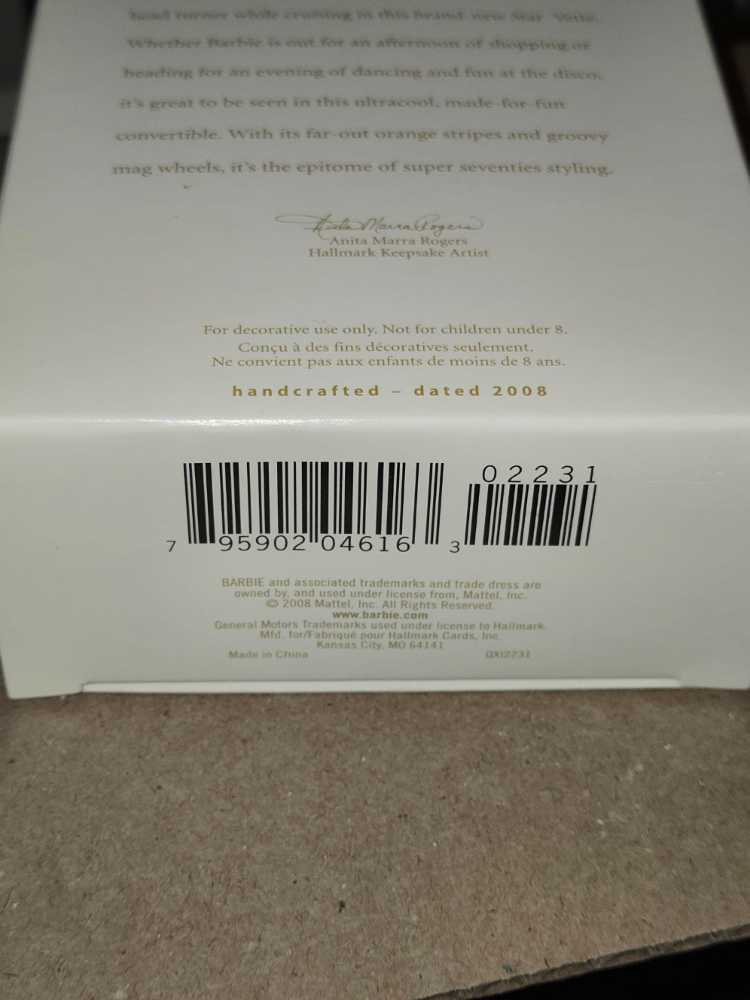 head turner while cruising in this brand-new Star 'Vette.
Whether Barbie is out for an afternoon of shopping or
heading for an evening of dancing and fun at the disco,
it's great to be seen in this ultracool, made-for-fun
convertible. With its far-out orange stripes and groovy
mag wheels, it's the epitome of super seventies styling.
Anita Marra Rogers
Anita Marra Rogers
Hallmark Keepsake Artist
For decorative use only. Not for children under 8.
Conçu à des fins décoratives seulement.
Ne convient pas aux enfants de moins de 8 ans.
handcrafted – dated 2008
02231
7 95902 04616 3
BARBIE and associated trademarks and trade dress are
owned by, and used under license from, Mattel, Inc.
© 2008 Mattel, Inc. All Rights Reserved.
www.barbie.com
General Motors Trademarks used under license to Hallmark.
Mfd. for/Fabriqué pour Hallmark Cards, Inc.
Kansas City, MO 64141
Made in China QXI2231